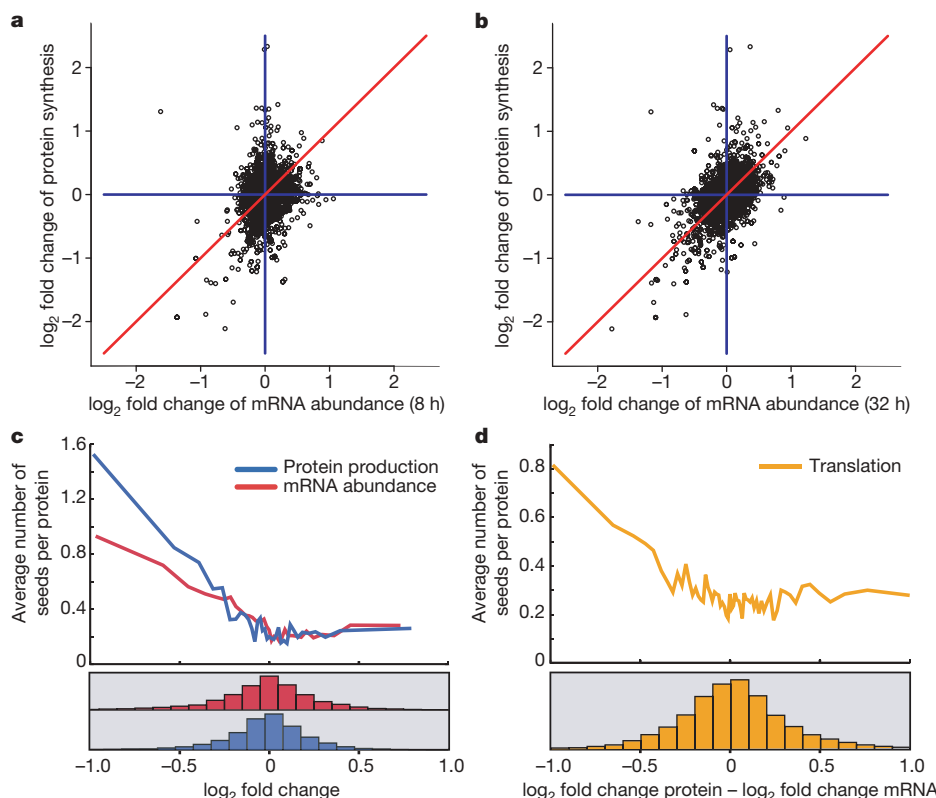 a
b
log2 fold change of protein synthesis
2
1
0
−1
−2
−2 −1 0 1 2
log2 fold change of mRNA abundance (8 h)
log2 fold change of protein synthesis
2
1
0
−1
−2
−2 −1 0 1 2
log2 fold change of mRNA abundance (32 h)
c
Average number of
seeds per protein
1.6
1.2
0.8
0.4
0
Protein production
mRNA abundance
−1.0 −0.5 0 0.5 1.0
log2 fold change
d
Average number of
seeds per protein
0.8
0.6
0.4
0.2
0
Translation
−1.0 −0.5 0 0.5 1.0
log2 fold change protein – log2 fold change mRNA